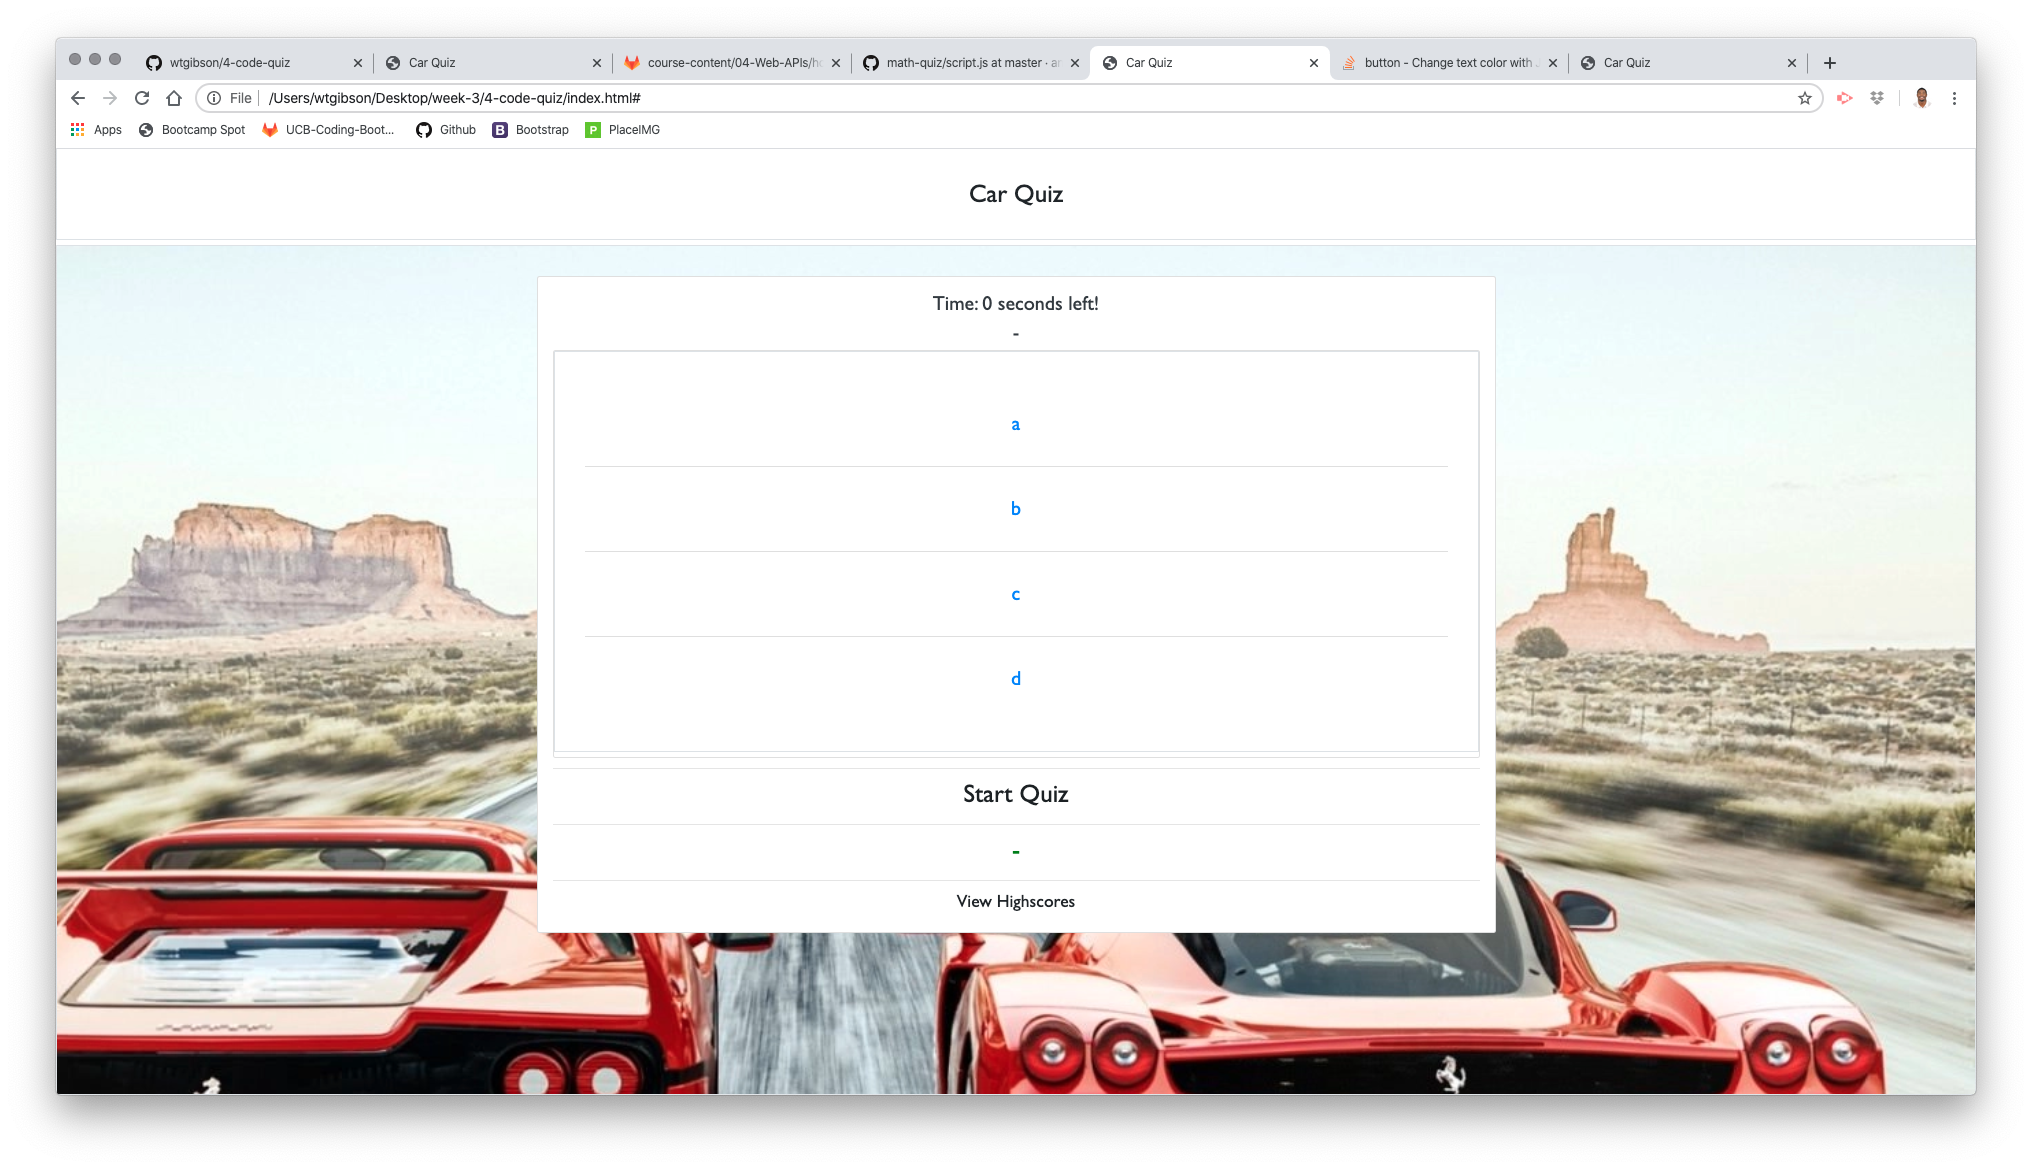 wtgibson/4-code-quiz
Car Quiz
course-content/04-Web-APIs/
math-quiz/script.js at master ·
Car Quiz
button - Change text color with
Car Quiz
File
/Users/wtgibson/Desktop/week-3/4-code-quiz/index.html#
Apps
Bootcamp Spot
UCB-Coding-Boot...
Github
B
Bootstrap
P
PlaceIMG
Car Quiz
Time: 0 seconds left!
-
a
b
c
d
Start Quiz
-
View Highscores